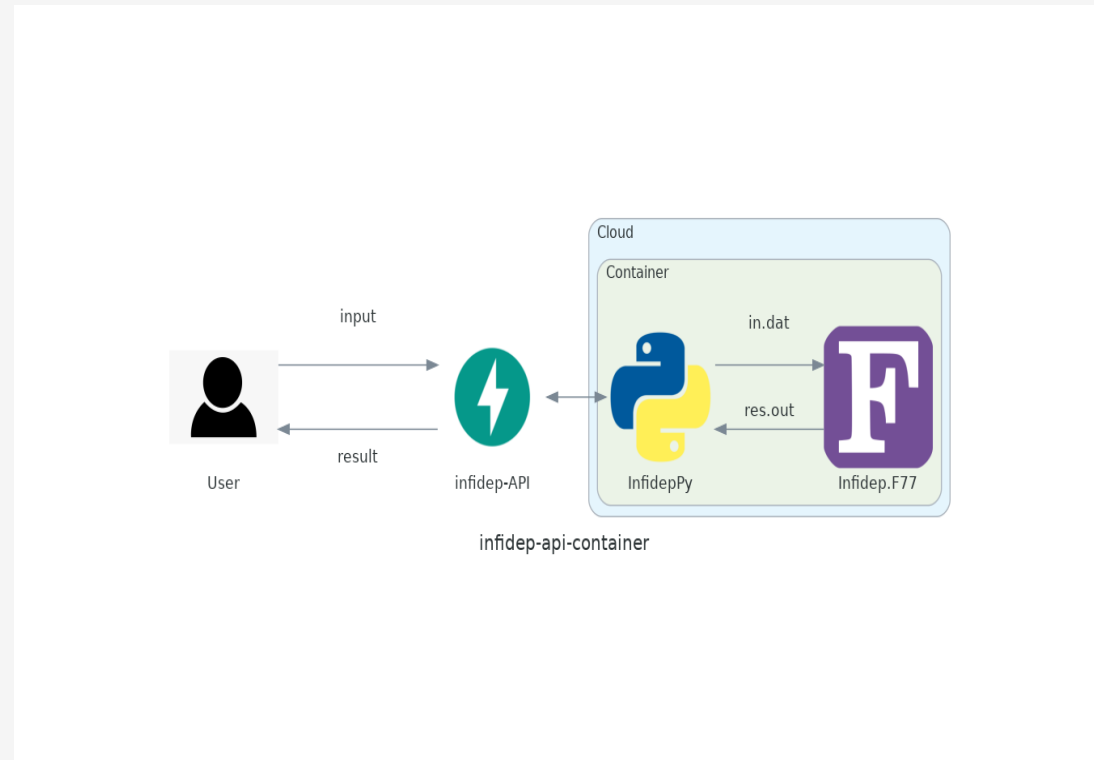 Cloud
Container
input
in.dat
F
res.out
result
User
infidep-API
InfidepPy
Infidep.F77
infidep-api-container